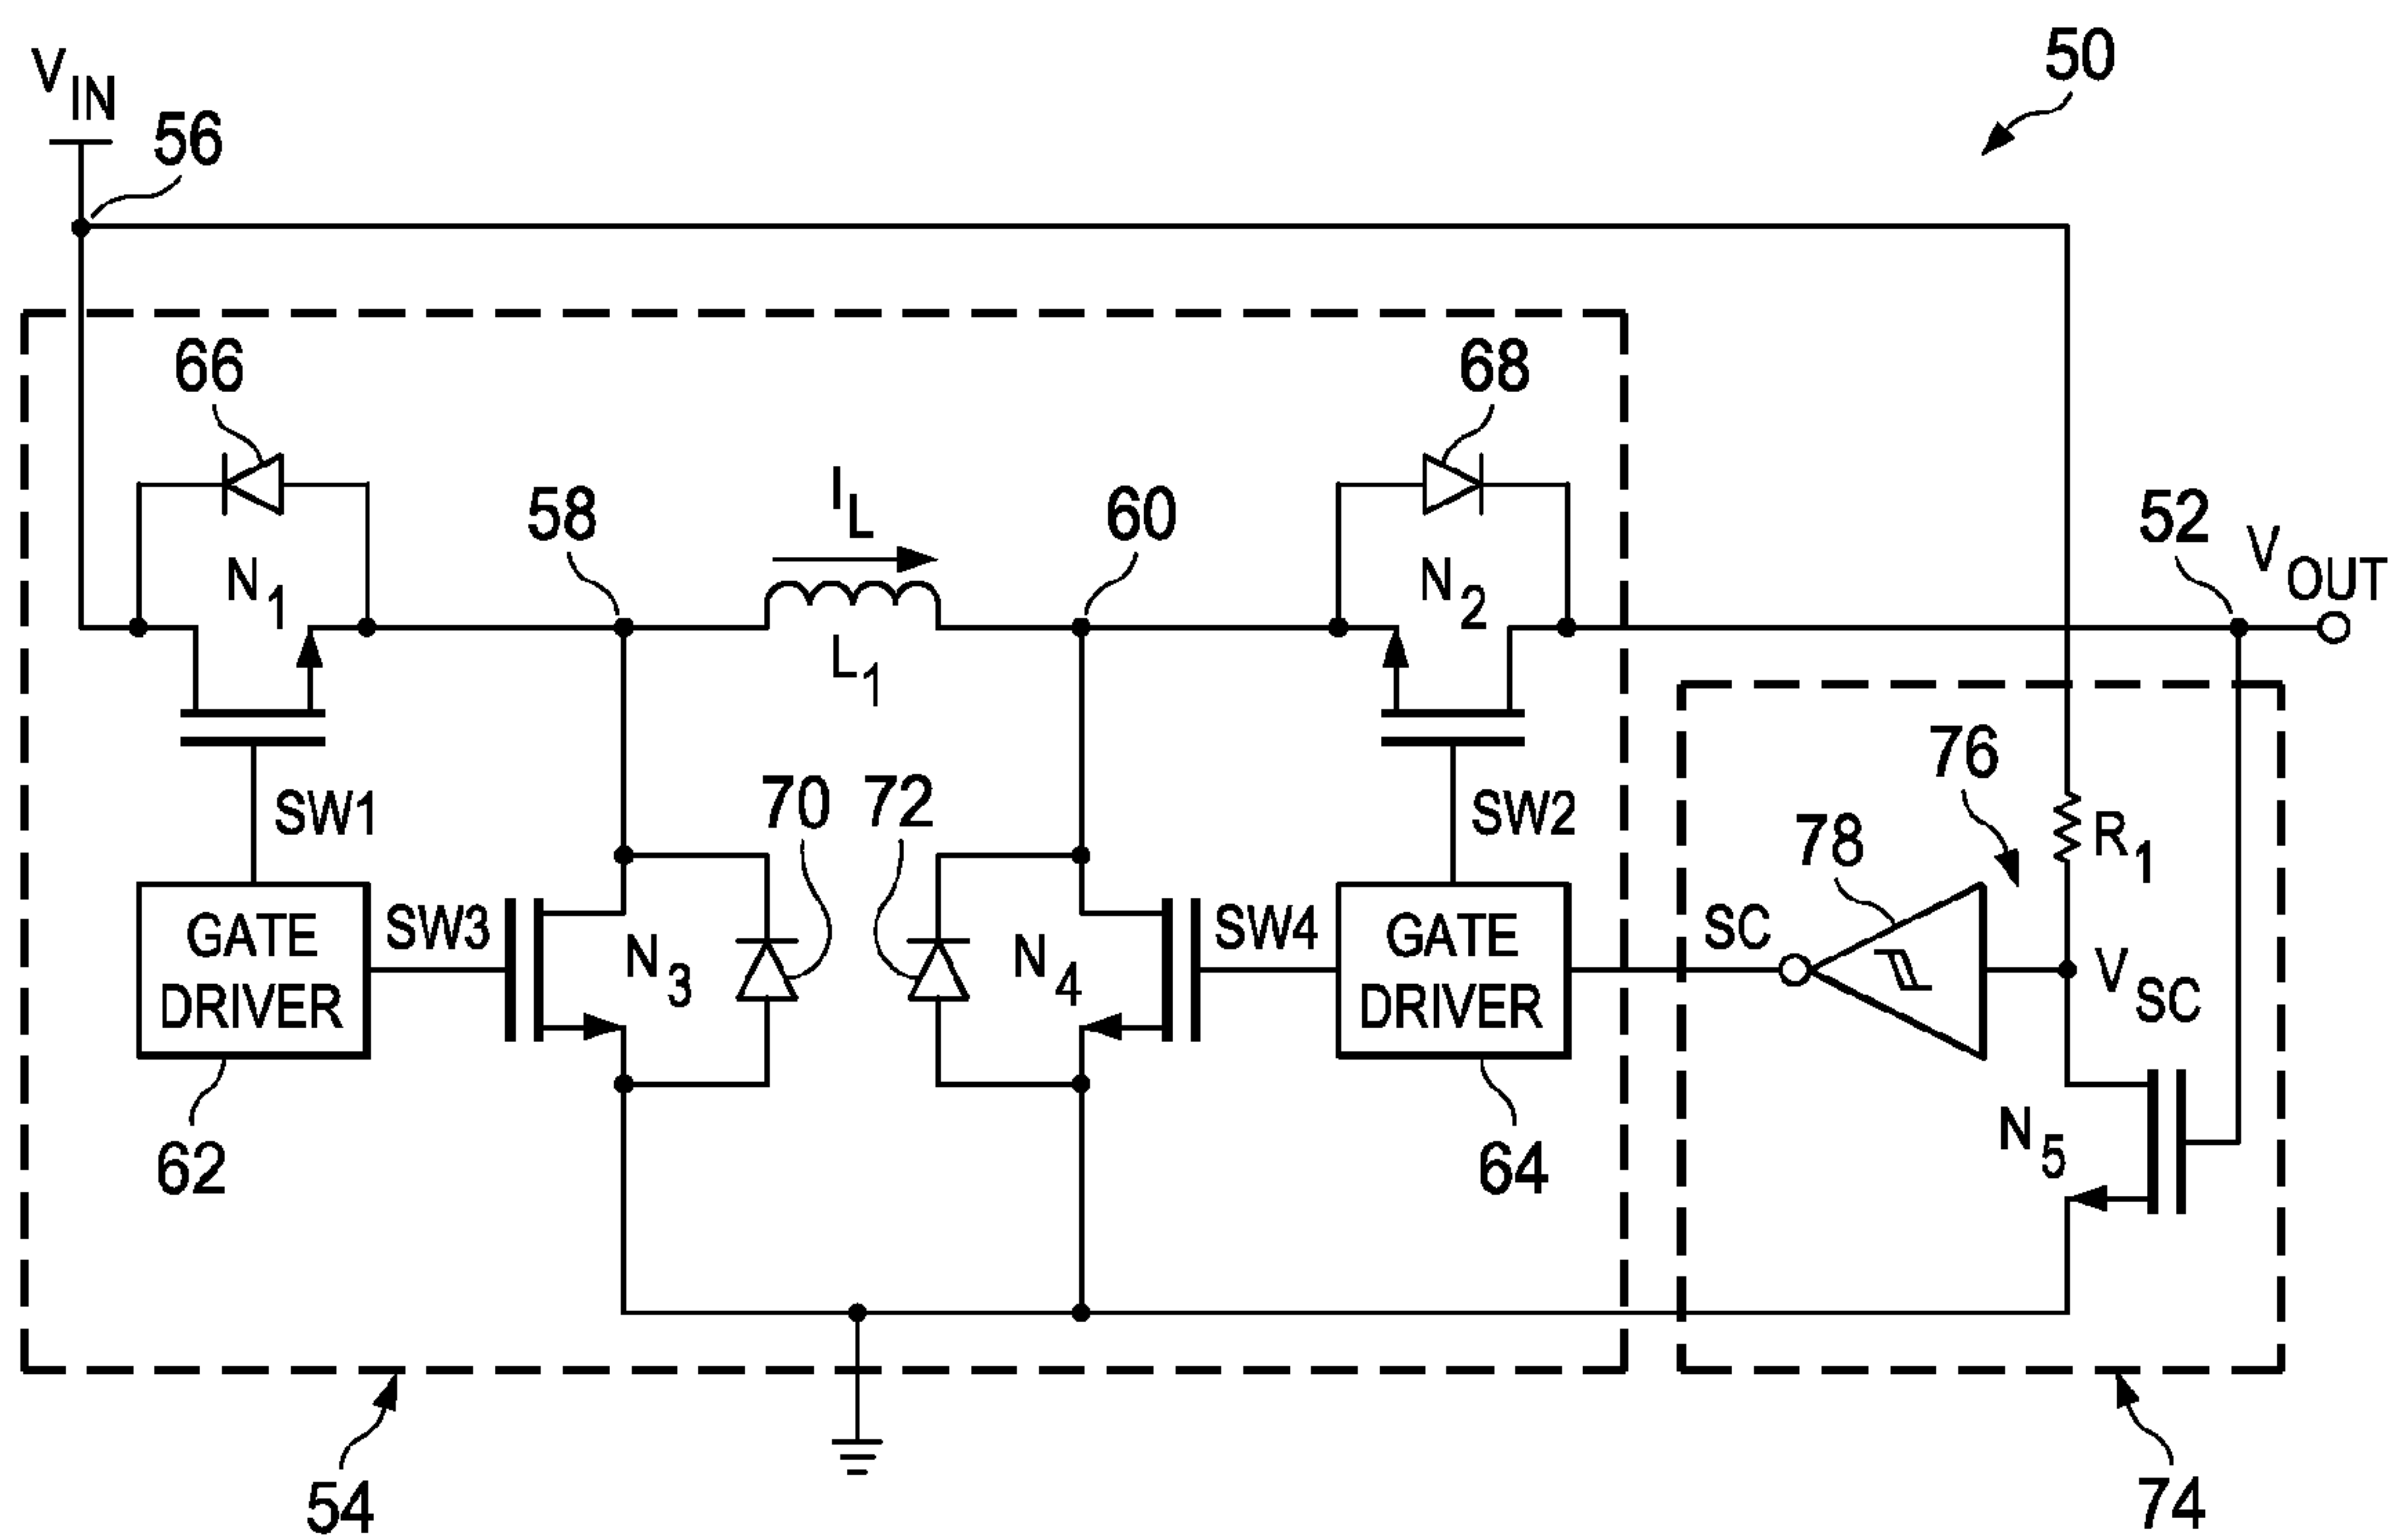 50
VIN
56
66
68
IL
58
60
52
VOUT
N1
N2
L1
SW1
70
72
SW2
76
78
R1
GATE
DRIVER
SW3
N3
N4
SW4
GATE
DRIVER
SC
VSC
62
64
N5
54
74